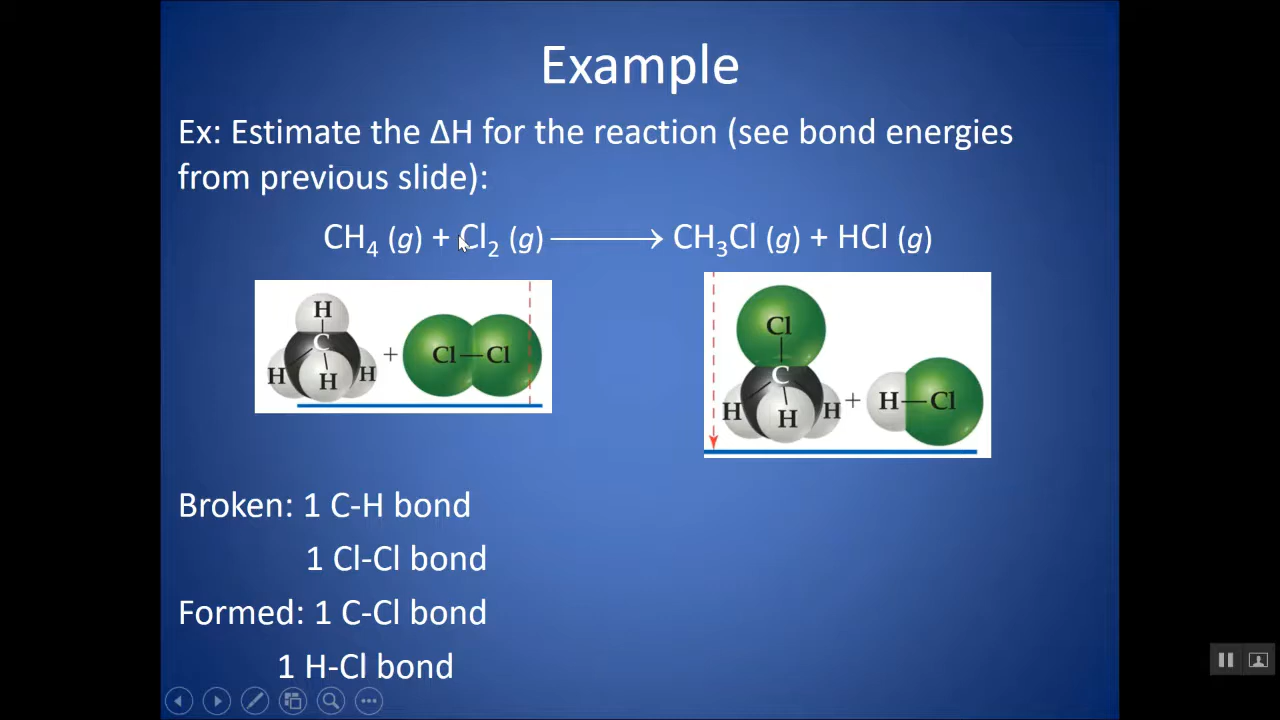 Example
Ex: Estimate the ΔH for the reaction (see bond energies
from previous slide):
CH₄ (g) + Cl₂ (g) ⟶ CH₃Cl (g) + HCl (g)
H
C
H H H
+
Cl—Cl
Cl
C
H H H
+
H—Cl
Broken: 1 C-H bond
1 Cl-Cl bond
Formed: 1 C-Cl bond
1 H-Cl bond